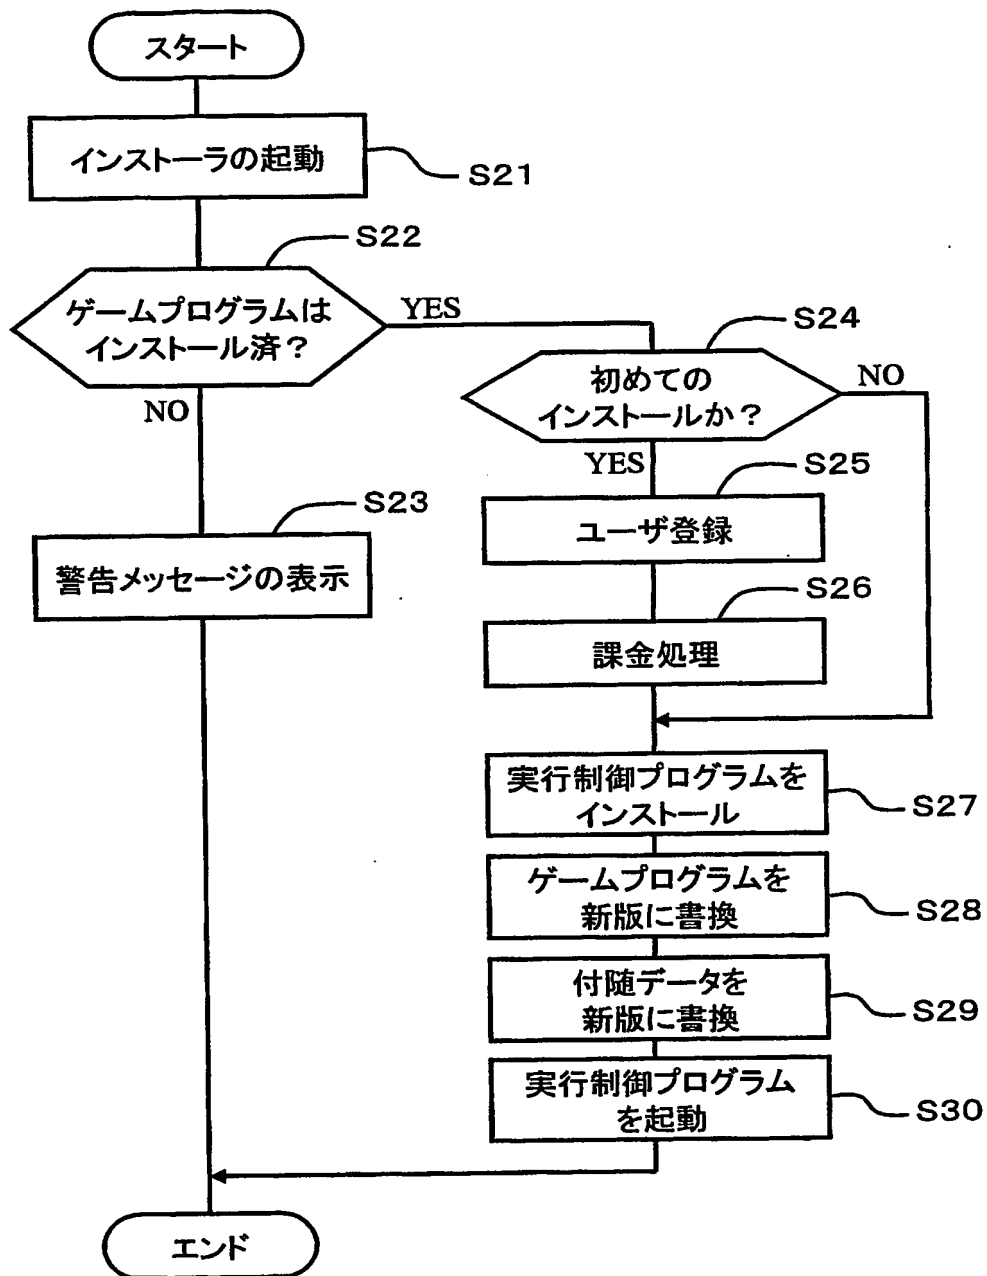 スタート
インストーラの起動
S21
S22
ゲームプログラムは
インストール済?
YES
NO
S23
警告メッセージの表示
S24
初めての
インストールか?
NO
YES
S25
ユーザ登録
S26
課金処理
実行制御プログラムを
インストール
S27
ゲームプログラムを
新版に書換
S28
付随データを
新版に書換
S29
実行制御プログラム
を起動
S30
エンド